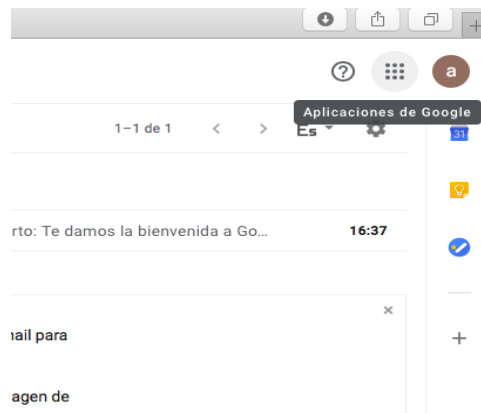 a
Aplicaciones de Google
1–1 de 1
Es
31
rto: Te damos la bienvenida a Go...
16:37
nail para
agen de